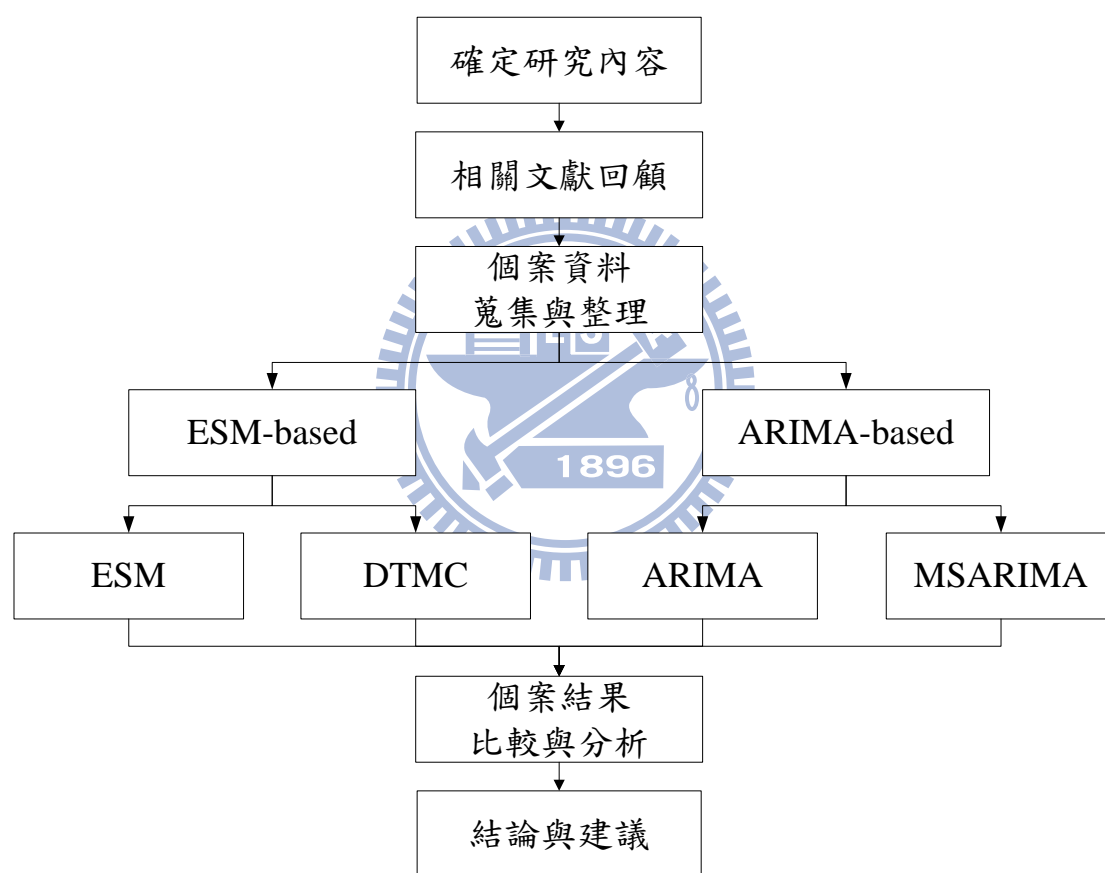 確定研究內容
相關文獻回顧
個案資料
蒐集與整理
ESM-based
ARIMA-based
1896
ESM
DTMC
ARIMA
MSARIMA
個案結果
比較與分析
結論與建議